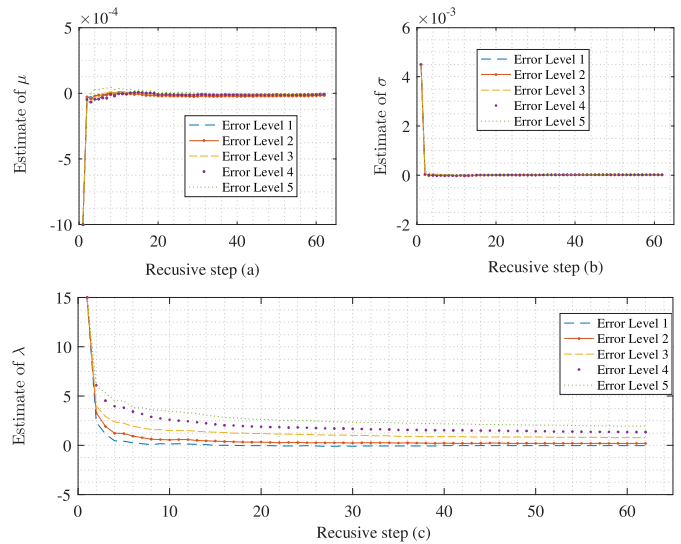 ×10⁻⁴
5
0
-5
-10
Estimate of μ
0
20
40
60
Recusive step (a)
Error Level 1
Error Level 2
Error Level 3
Error Level 4
Error Level 5
×10⁻³
6
3
0
-2
Estimate of σ
0
20
40
60
Recusive step (b)
Error Level 1
Error Level 2
Error Level 3
Error Level 4
Error Level 5
15
10
5
0
-5
Estimate of λ
0
10
20
30
40
50
60
Recusive step (c)
Error Level 1
Error Level 2
Error Level 3
Error Level 4
Error Level 5